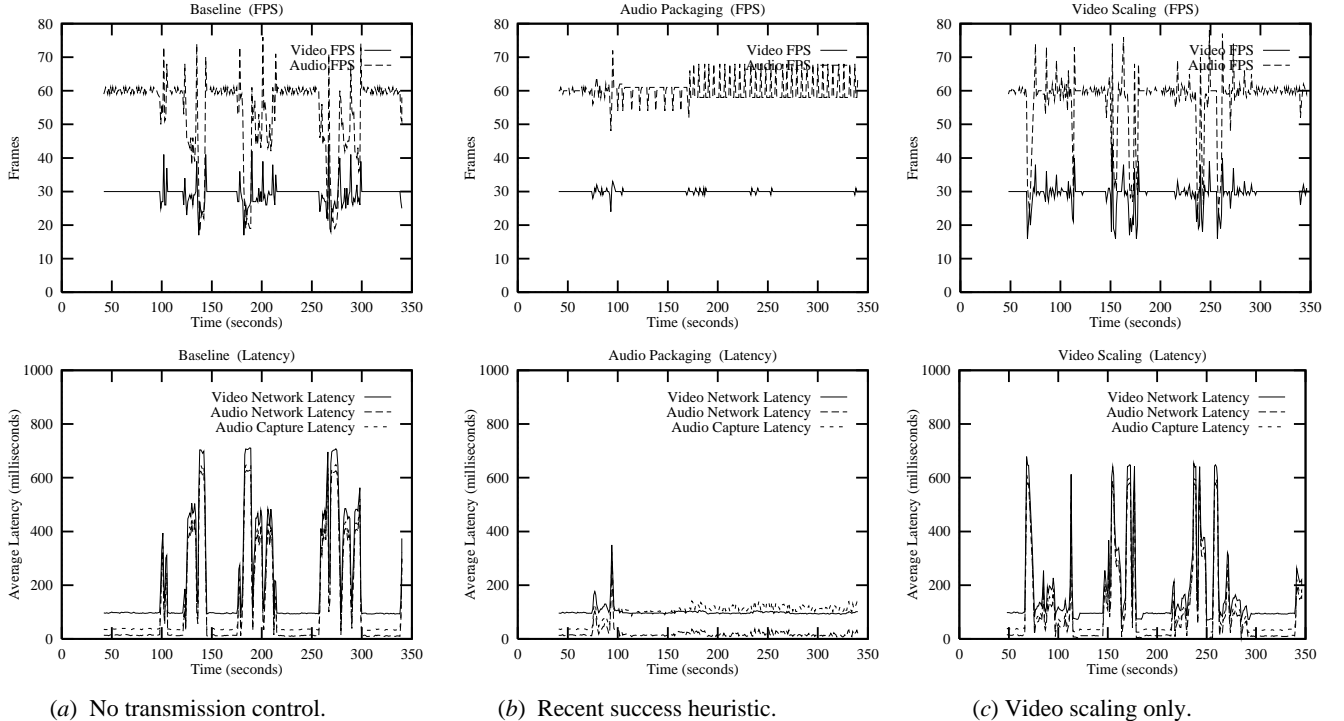 Baseline (FPS)
80
70
60
50
40
30
20
10
0
Frames
Video FPS
Audio FPS
0 50 100 150 200 250 300 350
Time (seconds)
Audio Packaging (FPS)
80
70
60
50
40
30
20
10
0
Frames
Video FPS
Audio FPS
0 50 100 150 200 250 300 350
Time (seconds)
Video Scaling (FPS)
80
70
60
50
40
30
20
10
0
Frames
Video FPS
Audio FPS
0 50 100 150 200 250 300 350
Time (seconds)
Baseline (Latency)
1000
800
600
400
200
0
Average Latency (milliseconds)
Video Network Latency
Audio Network Latency
Audio Capture Latency
0 50 100 150 200 250 300 350
Time (seconds)
Audio Packaging (Latency)
1000
800
600
400
200
0
Average Latency (milliseconds)
Video Network Latency
Audio Network Latency
Audio Capture Latency
0 50 100 150 200 250 300 350
Time (seconds)
Video Scaling (Latency)
1000
800
600
400
200
0
Average Latency (milliseconds)
Video Network Latency
Audio Network Latency
Audio Capture Latency
0 50 100 150 200 250 300 350
Time (seconds)
(a) No transmission control.
(b) Recent success heuristic.
(c) Video scaling only.